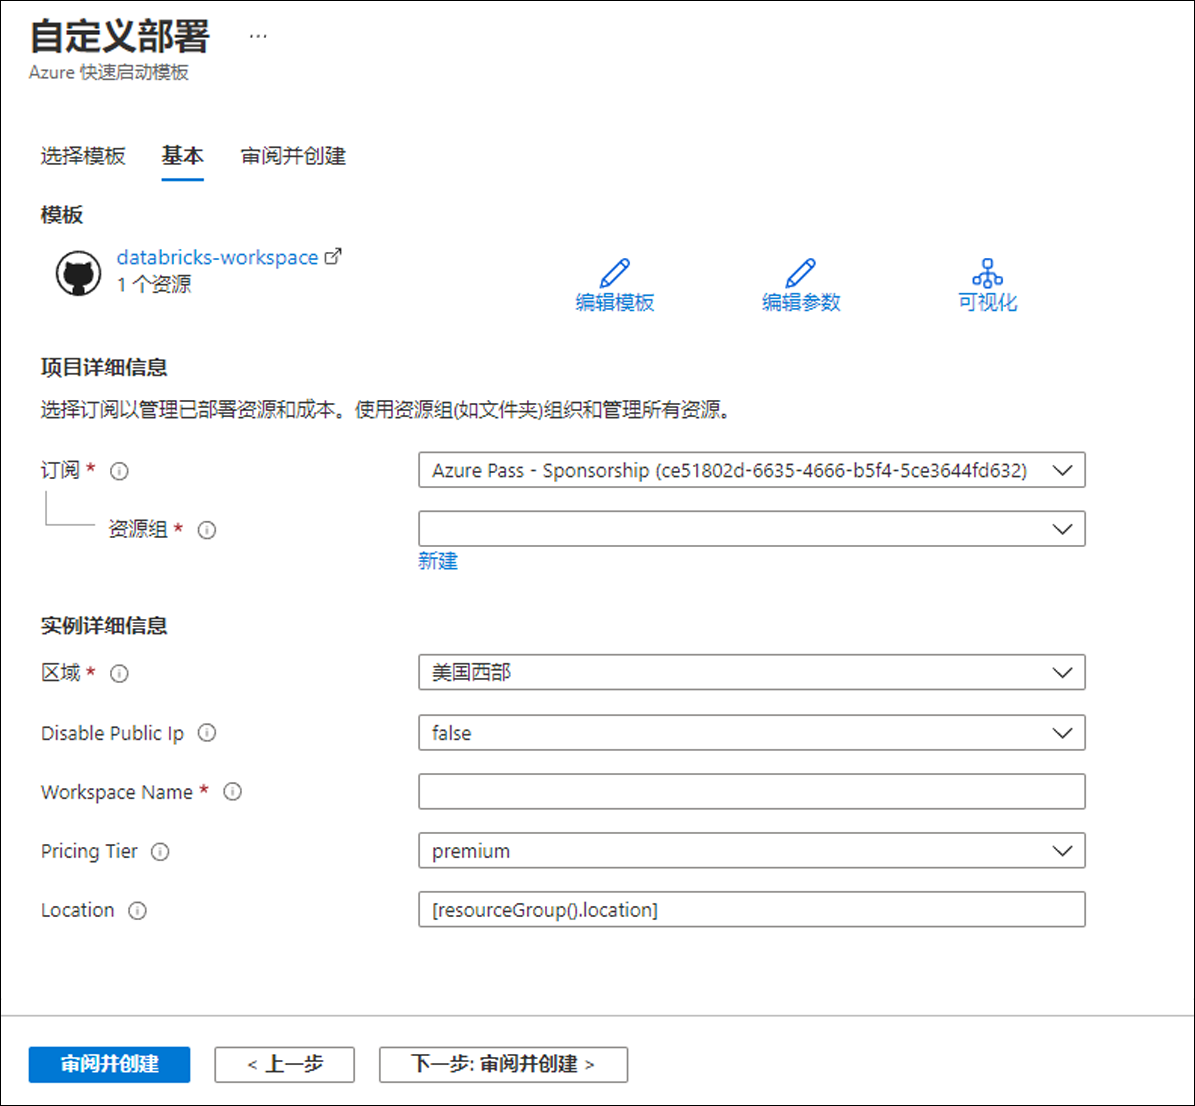 自定义部署 ...
Azure 快速启动模板
选择模板 基本 审阅并创建
模板
databricks-workspace
1 个资源
编辑模板 编辑参数 可视化
项目详细信息
选择订阅以管理已部署资源和成本。使用资源组(如文件夹)组织和管理所有资源。
订阅 * Azure Pass - Sponsorship (ce51802d-6635-4666-b5f4-5ce3644fd632)
资源组 *
新建
实例详细信息
区域 * 美国西部
Disable Public Ip false
Workspace Name *
Pricing Tier premium
Location [resourceGroup().location]
审阅并创建 < 上一步 下一步: 审阅并创建 >